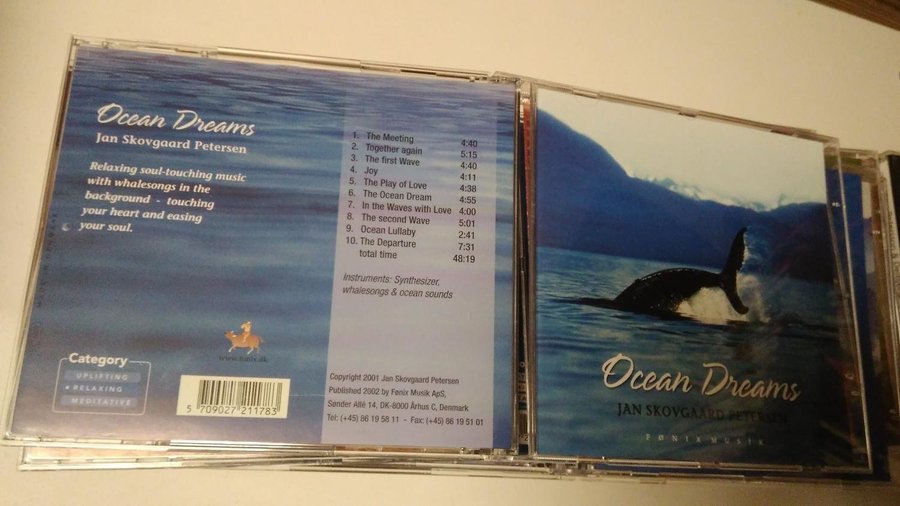 Ocean Dreams
Jan Skovgaard Petersen
Relaxing soul-touching music
with whalesongs in the
background - touching
your heart and easing
your soul.
1. The Meeting 4:40
2. Together again 5:15
3. The first Wave 4:40
4. Joy 4:11
5. The Play of Love 4:38
6. The Ocean Dream 4:55
7. In the Waves with Love 4:00
8. The second Wave 5:01
9. Ocean Lullaby 2:41
10. The Departure 7:31
total time 48:19
Instruments: Synthesizer,
whalesongs & ocean sounds
www.fonix.dk
Category
UPLIFTING
RELAXING
MEDITATIVE
5 709027 211783
Copyright 2001 Jan Skovgaard Petersen
Published 2002 by Fønix Musik ApS,
Sønder Allé 14, DK-8000 Århus C, Denmark
Tel: (+45) 86 19 58 11 - Fax: (+45) 86 19 51 01
Ocean Dreams
JAN SKOVGAARD PETERSEN
FØNIX MUSIK